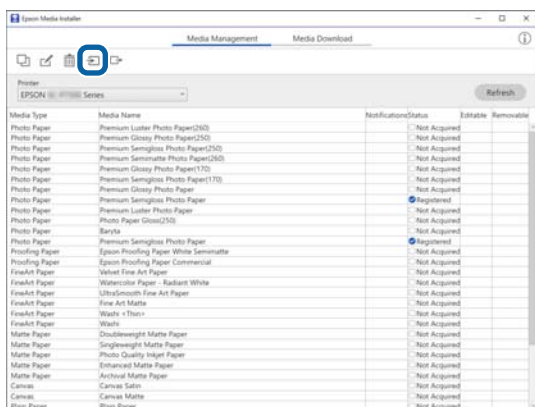 Epson Media Installer
Media Management Media Download
Printer
EPSON Series
Refresh
Media Type Media Name Notifications Status Editable Removable
Photo Paper Premium Luster Photo Paper(260) Not Acquired
Photo Paper Premium Glossy Photo Paper(250) Not Acquired
Photo Paper Premium Semigloss Photo Paper(250) Not Acquired
Photo Paper Premium Semimatte Photo Paper(260) Not Acquired
Photo Paper Premium Glossy Photo Paper(170) Not Acquired
Photo Paper Premium Semigloss Photo Paper(170) Not Acquired
Photo Paper Premium Glossy Photo Paper Not Acquired
Photo Paper Premium Semigloss Photo Paper Registered
Photo Paper Premium Luster Photo Paper Not Acquired
Photo Paper Photo Paper Gloss(250) Not Acquired
Photo Paper Baryta Not Acquired
Photo Paper Premium Semigloss Photo Paper Registered
Proofing Paper Epson Proofing Paper White Semimatte Not Acquired
Proofing Paper Epson Proofing Paper Commercial Not Acquired
FineArt Paper Velvet Fine Art Paper Not Acquired
FineArt Paper Watercolor Paper - Radiant White Not Acquired
FineArt Paper UltraSmooth Fine Art Paper Not Acquired
FineArt Paper Fine Art Matte Not Acquired
FineArt Paper Washi <Thin> Not Acquired
FineArt Paper Washi Not Acquired
Matte Paper Doubleweight Matte Paper Not Acquired
Matte Paper Singleweight Matte Paper Not Acquired
Matte Paper Photo Quality Inkjet Paper Not Acquired
Matte Paper Enhanced Matte Paper Not Acquired
Matte Paper Archival Matte Paper Not Acquired
Canvas Canvas Satin Not Acquired
Canvas Canvas Matte Not Acquired
Plain Paper Plain Paper Not Acquired